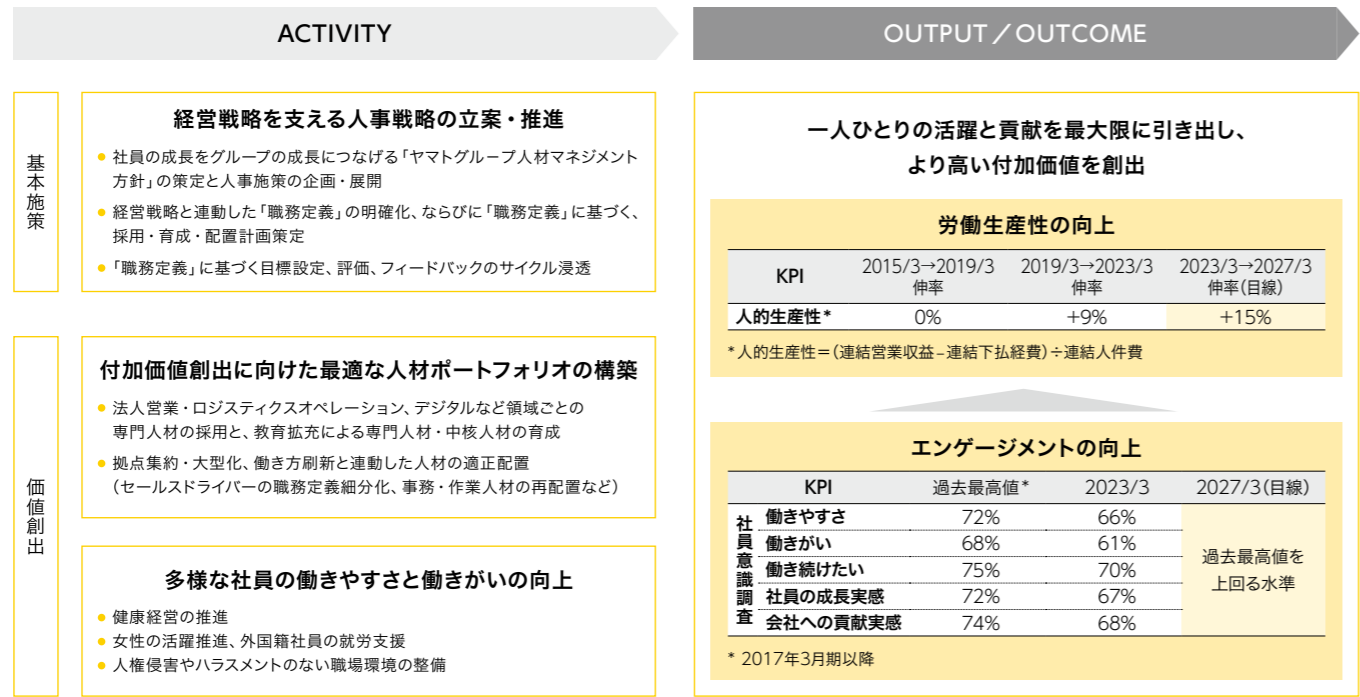 ACTIVITY
基本施策
経営戦略を支える人事戦略の立案・推進
● 社員の成長をグループの成長につなげる「ヤマトグループ人材マネジメント
方針」の策定と人事施策の企画・展開
● 経営戦略と連動した「職務定義」の明確化、ならびに「職務定義」に基づく、
採用・育成・配置計画策定
● 「職務定義」に基づく目標設定、評価、フィードバックのサイクル浸透
価値創出
付加価値創出に向けた最適な人材ポートフォリオの構築
● 法人営業・ロジスティクスオペレーション、デジタルなど領域ごとの
専門人材の採用と、教育拡充による専門人材・中核人材の育成
● 拠点集約・大型化、働き方刷新と連動した人材の適正配置
（セールスドライバーの職務定義細分化、事務・作業人材の再配置など）
多様な社員の働きやすさと働きがいの向上
● 健康経営の推進
● 女性の活躍推進、外国籍社員の就労支援
● 人権侵害やハラスメントのない職場環境の整備
OUTPUT／OUTCOME
一人ひとりの活躍と貢献を最大限に引き出し、
より高い付加価値を創出
労働生産性の向上
KPI 2015/3→2019/3 伸率 2019/3→2023/3 伸率 2023/3→2027/3 伸率（目線）
人的生産性* 0% +9% +15%
*人的生産性＝（連結営業収益−連結下払経費）÷連結人件費
エンゲージメントの向上
KPI 過去最高値* 2023/3 2027/3（目線）
社員意識調査
働きやすさ 72% 66%
働きがい 68% 61%
働き続けたい 75% 70%
社員の成長実感 72% 67%
会社への貢献実感 74% 68%
過去最高値を
上回る水準
* 2017年3月期以降